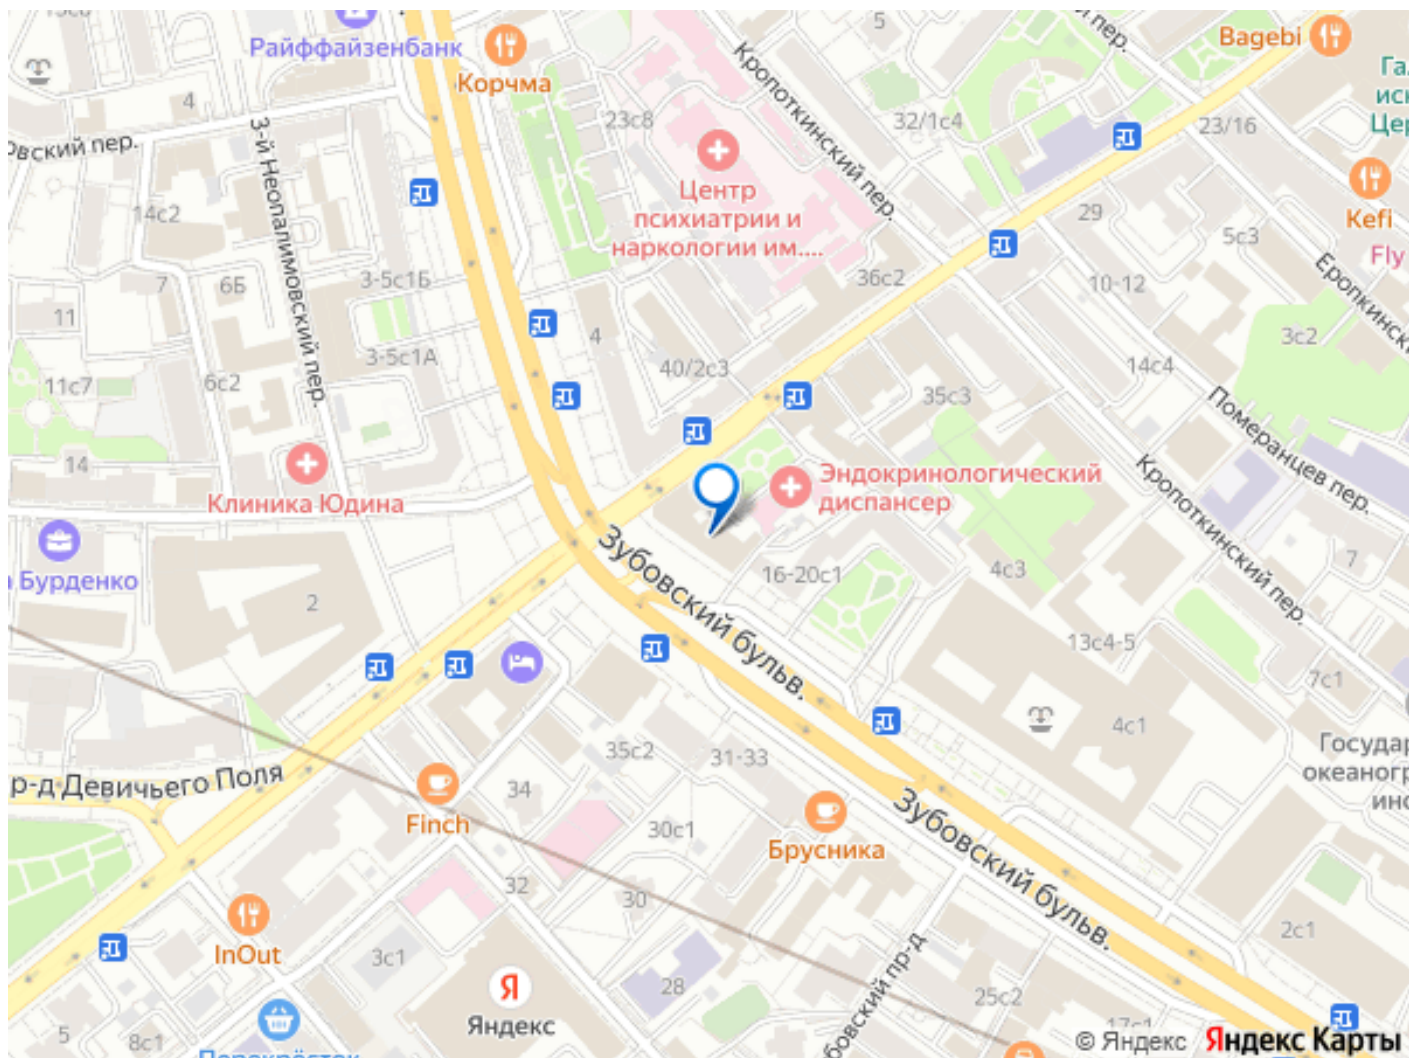 Райффайзенбанк
Корчма
5
Bagebi
4
23с8
32/1с4
23/16
Кропоткинский пер.
3-й Неопалимовский пер.
Центр
психиатрии и
наркологии им....
14с2
29
5с3
Kefi
Fly
7
6Б
3-5с1Б
36с2
10-12
11
4
3с2
3-5с1А
40/2с3
14с4
11с7
6с2
35с3
Померанцев пер.
14
Клиника Юдина
Эндокринологический
диспансер
Кропоткинский пер.
Бурденко
Зубовский бульв.
16-20с1
4с3
7
2
13с4-5
7с1
4с1
35с2
31-33
р-д Девичьего Поля
34
Finch
30с1
Брусника
Зубовский бульв.
32
30
InOut
3с1
2с1
28
25с2
Яндекс
5
8с1
17с1
© Яндекс
Яндекс Карты